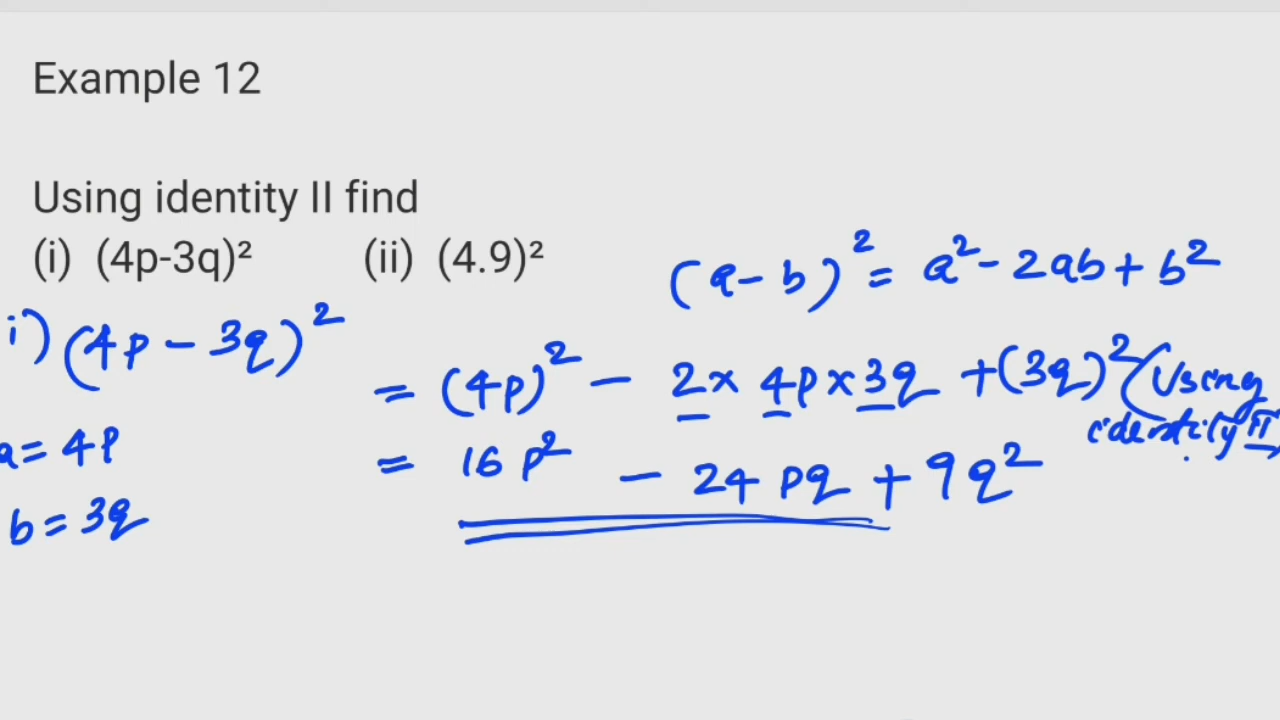 Example 12
Using identity II find
(i) (4p-3q)² (ii) (4.9)²
(a-b)² = a² - 2ab + b²
i) (4p - 3q)²
= (4p)² - 2 x 4p x 3q + (3q)² (Using
identity II
a = 4p
= 16p² - 24pq + 9q²
b = 3q